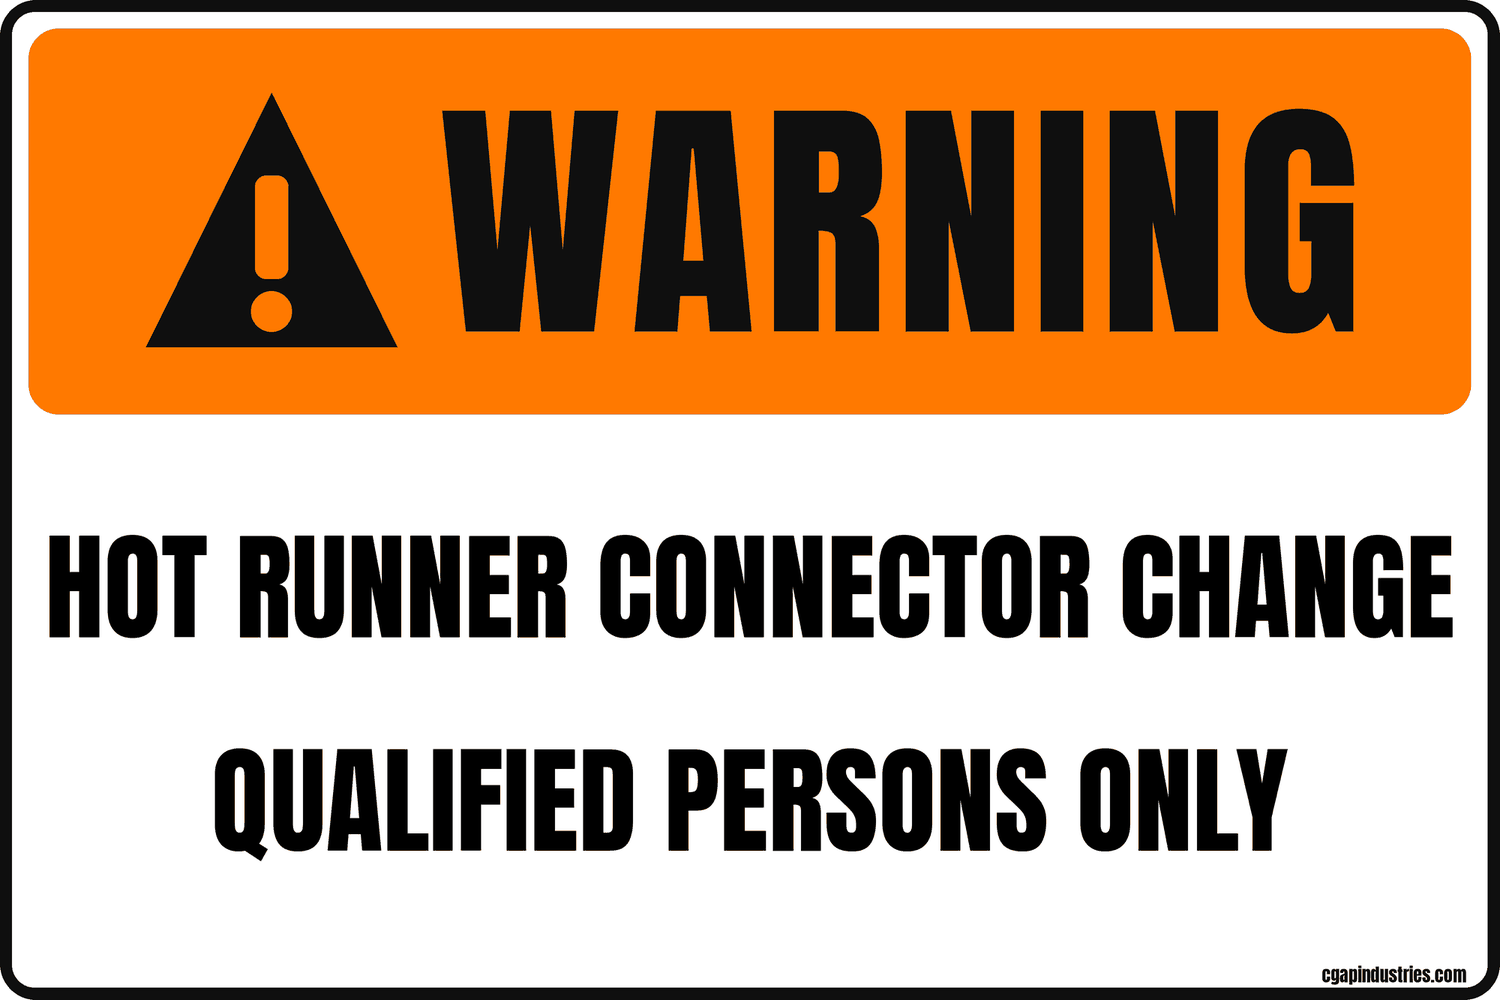 WARNING
HOT RUNNER CONNECTOR CHANGE
QUALIFIED PERSONS ONLY
cgapindustries.com